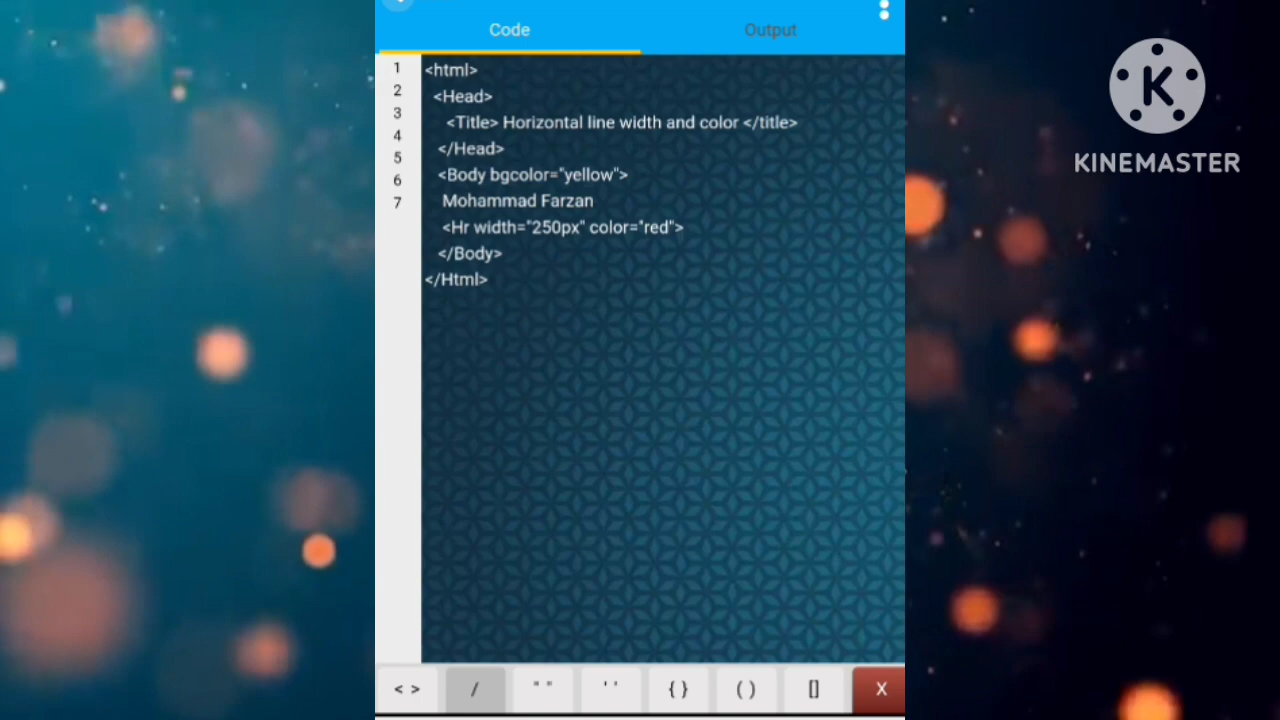 Code Output
1 <html>
2 <Head>
3 <Title> Horizontal line width and color </title>
4 </Head>
5 <Body bgcolor="yellow">
6 Mohammad Farzan
7 <Hr width="250px" color="red">
</Body>
</Html>
K
KINEMASTER
< > / " " ' ' { } ( ) [] X